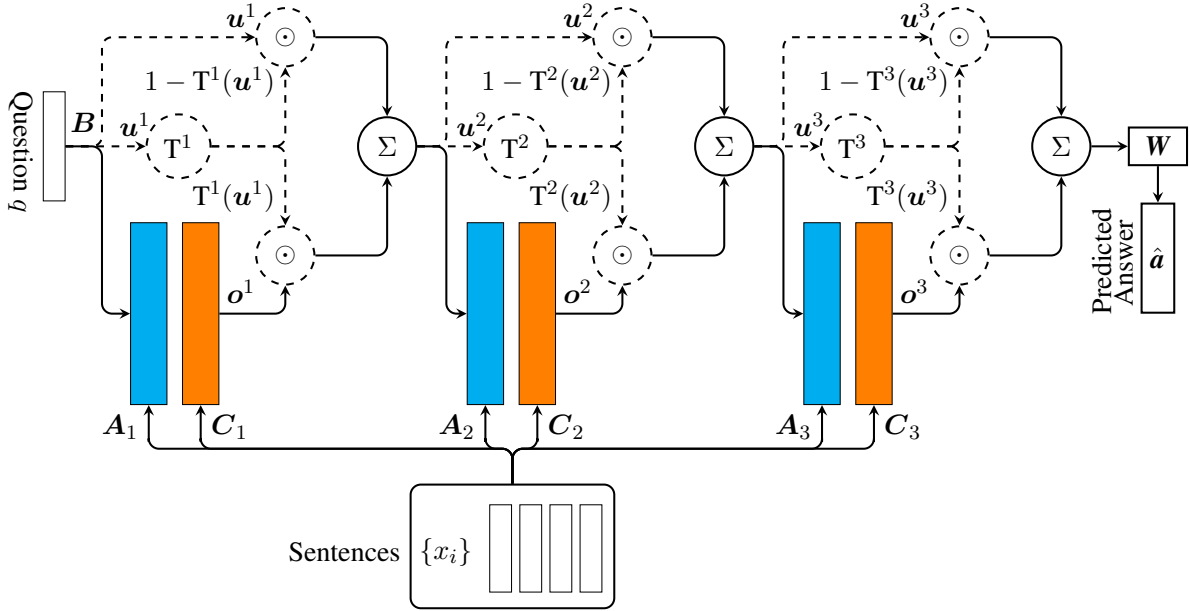 Question q
B
u¹
u¹
T¹
1 − T¹(u¹)
T¹(u¹)
⊙
⊙
o¹
A₁
C₁
Σ
u²
u²
T²
1 − T²(u²)
T²(u²)
⊙
⊙
o²
A₂
C₂
Σ
u³
u³
T³
1 − T³(u³)
T³(u³)
⊙
⊙
o³
A₃
C₃
Σ
W
Predicted
Answer
â
Sentences {xᵢ}